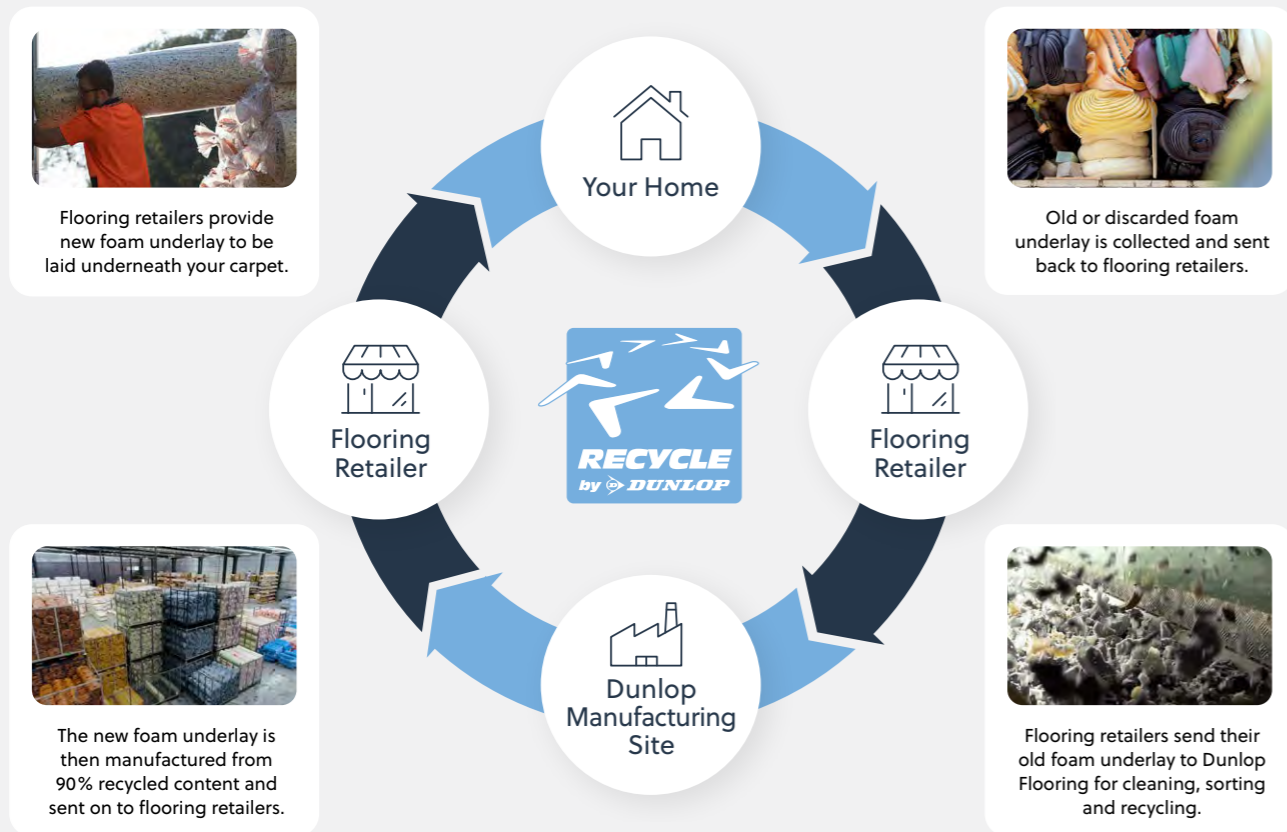 Your Home
Flooring retailers provide
new foam underlay to be
laid underneath your carpet.
Old or discarded foam
underlay is collected and sent
back to flooring retailers.
Flooring
Retailer
RECYCLE
by DUNLOP
Flooring
Retailer
Dunlop
Manufacturing
Site
The new foam underlay is
then manufactured from
90% recycled content and
sent on to flooring retailers.
Flooring retailers send their
old foam underlay to Dunlop
Flooring for cleaning, sorting
and recycling.